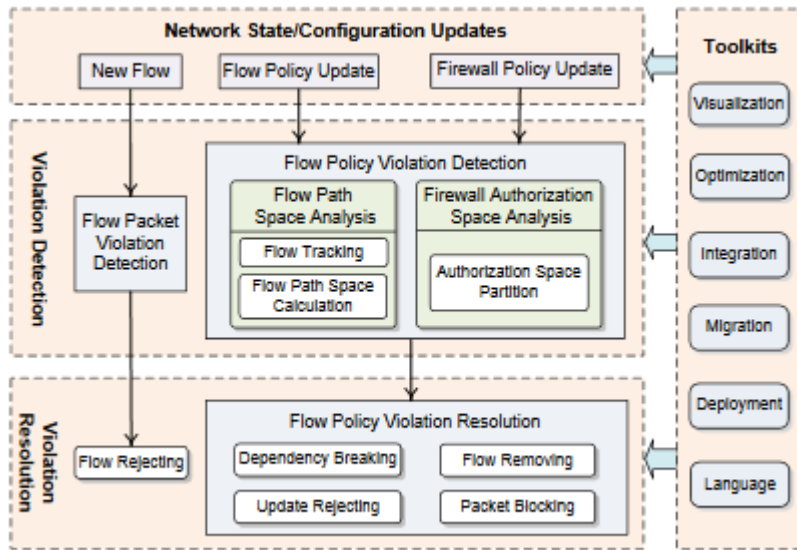 Network State/Configuration Updates
New Flow
Flow Policy Update
Firewall Policy Update
Violation Detection
Flow Packet
Violation
Detection
Flow Policy Violation Detection
Flow Path
Space Analysis
Flow Tracking
Flow Path Space
Calculation
Firewall Authorization
Space Analysis
Authorization Space
Partition
Violation
Resolution
Flow Rejecting
Flow Policy Violation Resolution
Dependency Breaking
Flow Removing
Update Rejecting
Packet Blocking
Toolkits
Visualization
Optimization
Integration
Migration
Deployment
Language